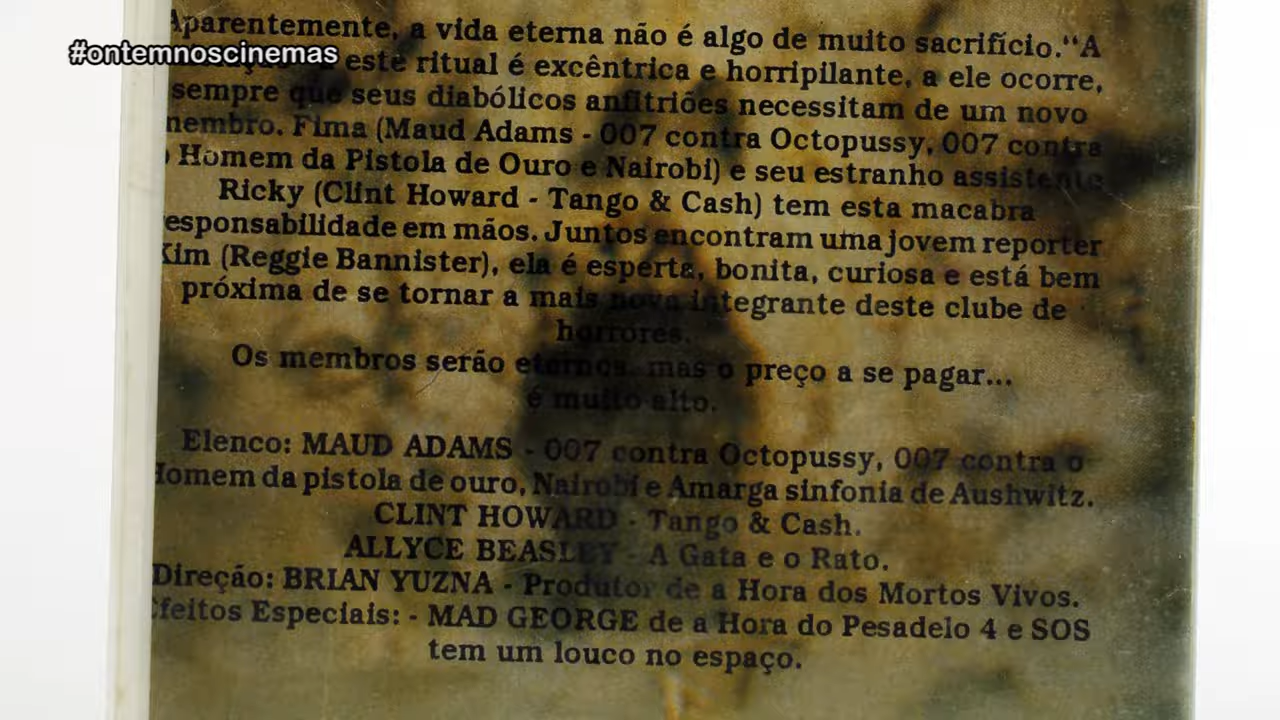 Aparentemente, a vida eterna não é algo de muito sacrifício. "A
#ontemnoscinemas
este ritual é excêntrica e horripilante, a ele ocorre,
sempre que seus diabólicos anfitriões necessitam de um novo
nembro. Fima (Maud Adams - 007 contra Octopussy, 007 contra
o Homem da Pistola de Ouro e Nairobi) e seu estranho assistente
Ricky (Clint Howard - Tango & Cash) tem esta macabra
esponsabilidade em mãos. Juntos encontram uma jovem reporter
Kim (Reggie Bannister), ela é esperta, bonita, curiosa e está bem
próxima de se tornar a mais nova integrante deste clube de
horrores.
Os membros serão eternos, mas o preço a se pagar...
é muito alto.
Elenco: MAUD ADAMS - 007 contra Octopussy, 007 contra o
Homem da pistola de ouro, Nairobi e Amarga sinfonia de Aushwitz.
CLINT HOWARD - Tango & Cash.
ALLYCE BEASLEY - A Gata e o Rato.
Direção: BRIAN YUZNA - Produtor de a Hora dos Mortos Vivos.
Efeitos Especiais: - MAD GEORGE de a Hora do Pesadelo 4 e SOS
tem um louco no espaço.